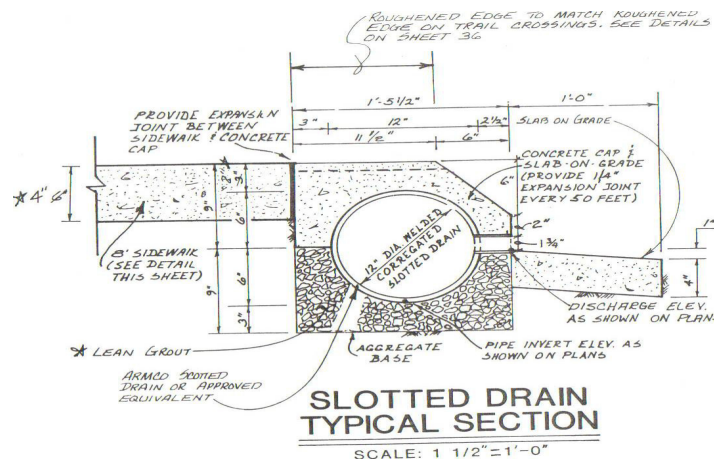 ROUGHENED EDGE TO MATCH ROUGHENED
EDGE ON TRAIL CROSSINGS. SEE DETAILS
ON SHEET 36
1'-5 1/2"
1'-0"
PROVIDE EXPANSION
JOINT BETWEEN
SIDEWALK & CONCRETE
CAP
3"
12"
2 1/2"
11 1/2"
6"
SLAB ON GRADE
CONCRETE CAP &
SLAB-ON-GRADE
(PROVIDE 1/4"
EXPANSION JOINT
EVERY 50 FEET)
★ 4" 6"
9"
3"
6"
6"
2"
1 3/4"
1"
4"
12" DIA. WELDED
CORRUGATED
SLOTTED DRAIN
8' SIDEWALK
(SEE DETAIL
THIS SHEET)
9"
6"
3"
DISCHARGE ELEV.
AS SHOWN ON PLANS
★ LEAN GROUT
AGGREGATE
BASE
PIPE INVERT ELEV. AS
SHOWN ON PLANS
ARMCO SLOTTED
DRAIN OR APPROVED
EQUIVALENT
SLOTTED DRAIN
TYPICAL SECTION
SCALE: 1 1/2"=1'-0"